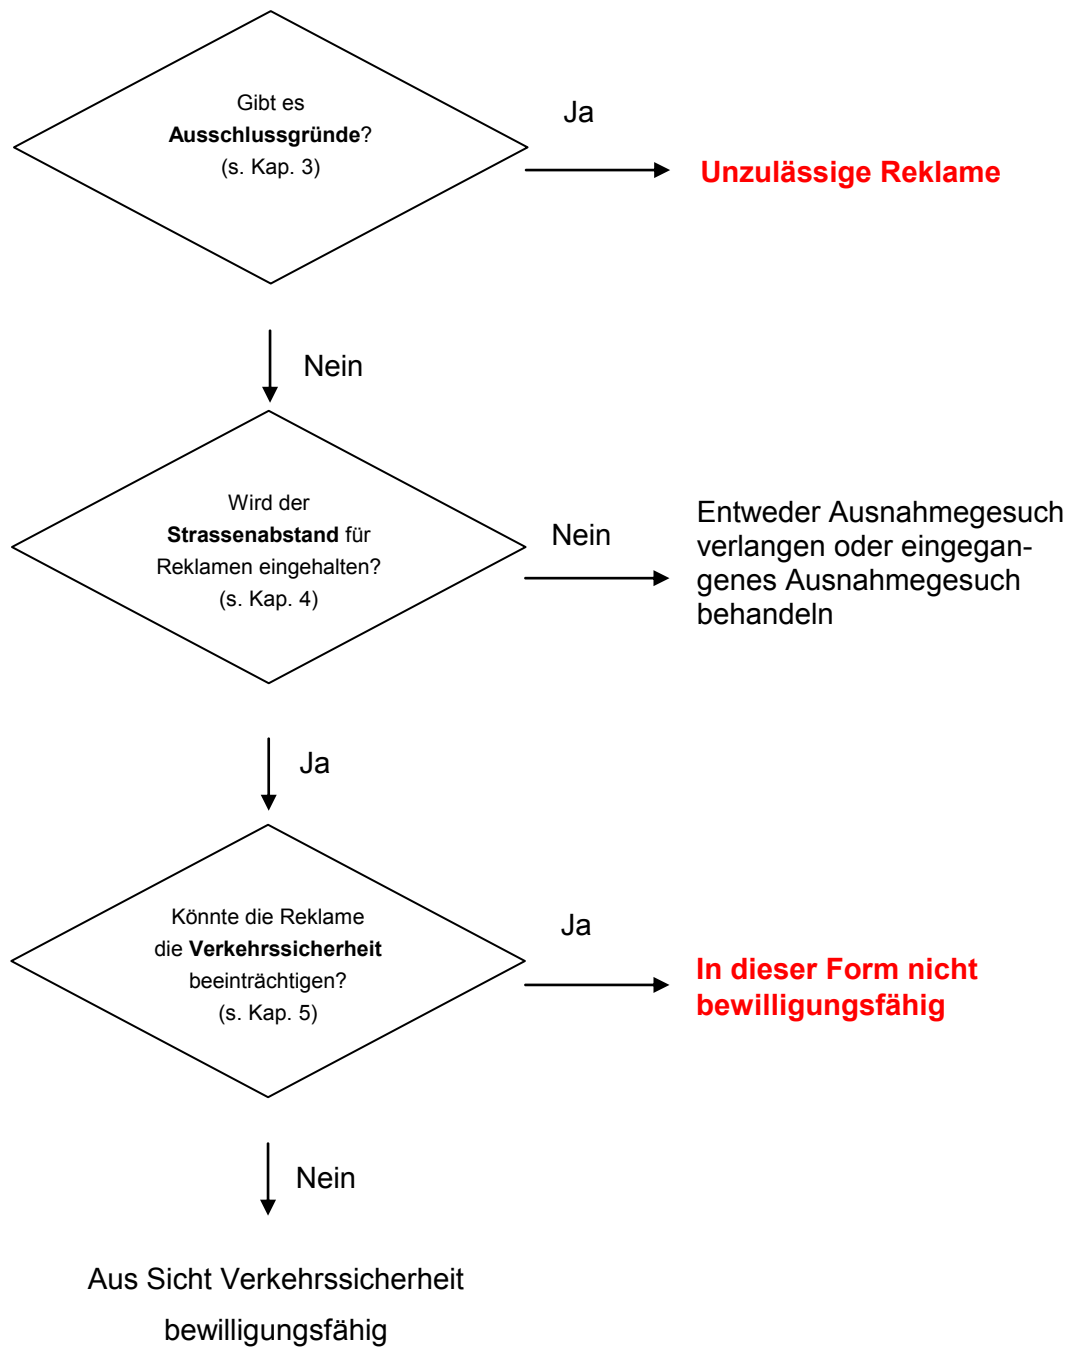 Gibt es
Ausschlussgründe?
(s. Kap. 3)
Ja
Unzulässige Reklame
Nein
Wird der
Strassenabstand für
Reklamen eingehalten?
(s. Kap. 4)
Nein
Entweder Ausnahmegesuch
verlangen oder eingegan-
genes Ausnahmegesuch
behandeln
Ja
Könnte die Reklame
die Verkehrssicherheit
beeinträchtigen?
(s. Kap. 5)
Ja
In dieser Form nicht
bewilligungsfähig
Nein
Aus Sicht Verkehrssicherheit
bewilligungsfähig